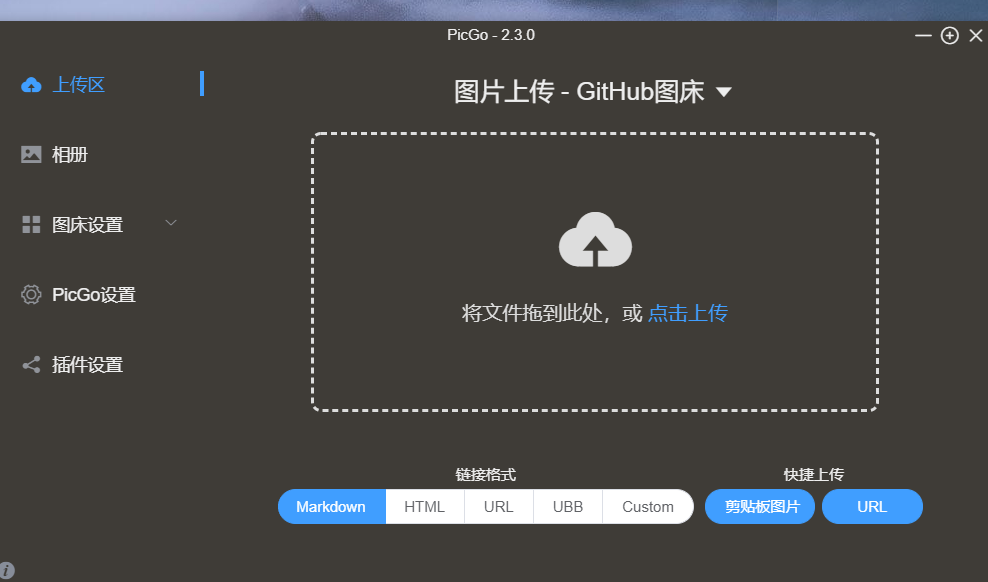 PicGo - 2.3.0
上传区
图片上传 - GitHub图床
相册
图床设置
PicGo设置
插件设置
将文件拖到此处，或 点击上传
链接格式
快捷上传
Markdown
HTML
URL
UBB
Custom
剪贴板图片
URL